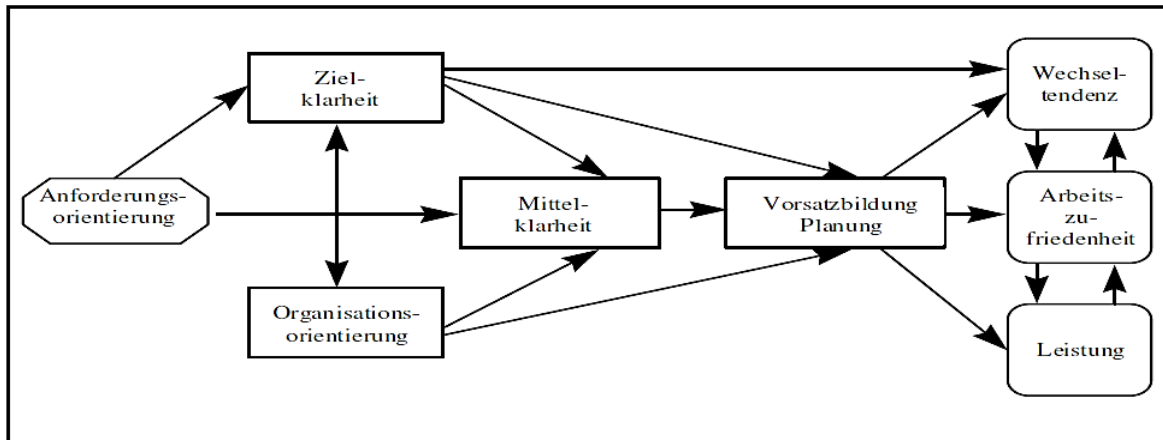 Ziel-
klarheit
Wechsel-
tendenz
Anforderungs-
orientierung
Mittel-
klarheit
Vorsatzbildung
Planung
Arbeits-
zu-
friedenheit
Organisations-
orientierung
Leistung